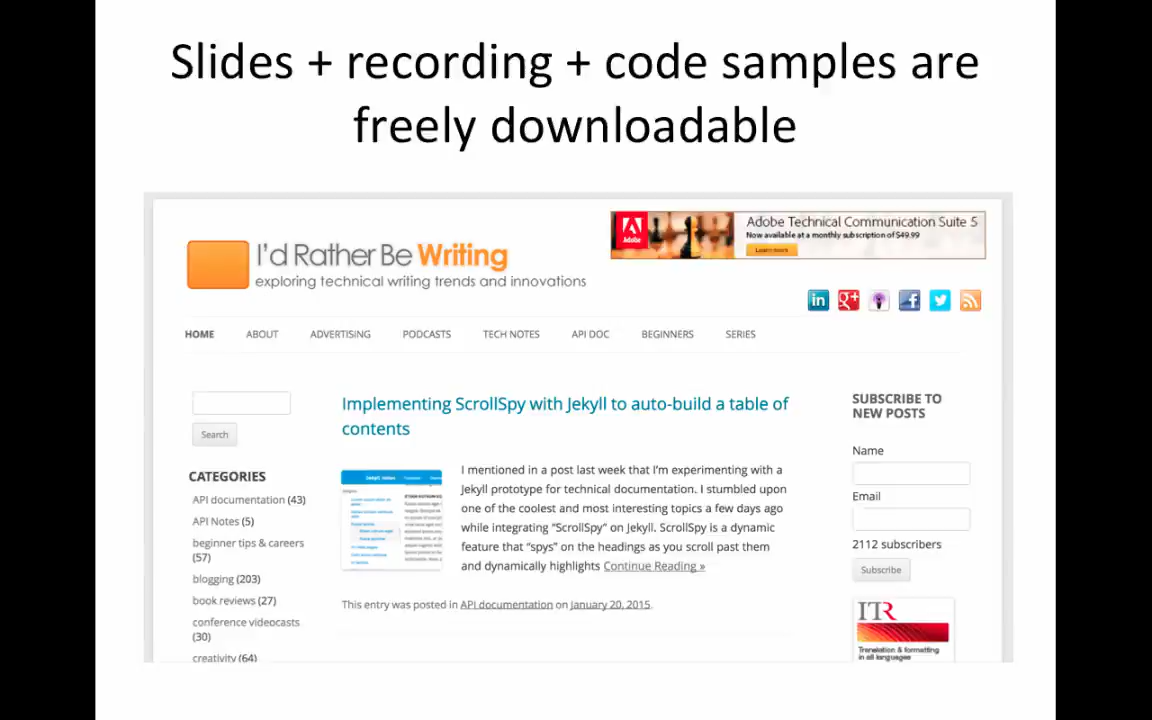 Slides + recording + code samples are
freely downloadable
I'd Rather Be Writing
exploring technical writing trends and innovations
Adobe
Adobe Technical Communication Suite 5
Now available at a monthly subscription of $49.99
Learn more
HOME ABOUT ADVERTISING PODCASTS TECH NOTES API DOC BEGINNERS SERIES
Search
CATEGORIES
API documentation (43)
API Notes (5)
beginner tips & careers
(57)
blogging (203)
book reviews (27)
conference videocasts
(30)
creativity (64)
Implementing ScrollSpy with Jekyll to auto-build a table of
contents
I mentioned in a post last week that I'm experimenting with a
Jekyll prototype for technical documentation. I stumbled upon
one of the coolest and most interesting topics a few days ago
while integrating "ScrollSpy" on Jekyll. ScrollSpy is a dynamic
feature that "spys" on the headings as you scroll past them
and dynamically highlights Continue Reading »
This entry was posted in API documentation on January 20, 2015.
SUBSCRIBE TO
NEW POSTS
Name
Email
2112 subscribers
Subscribe
ITR
Translation & formatting
in all languages